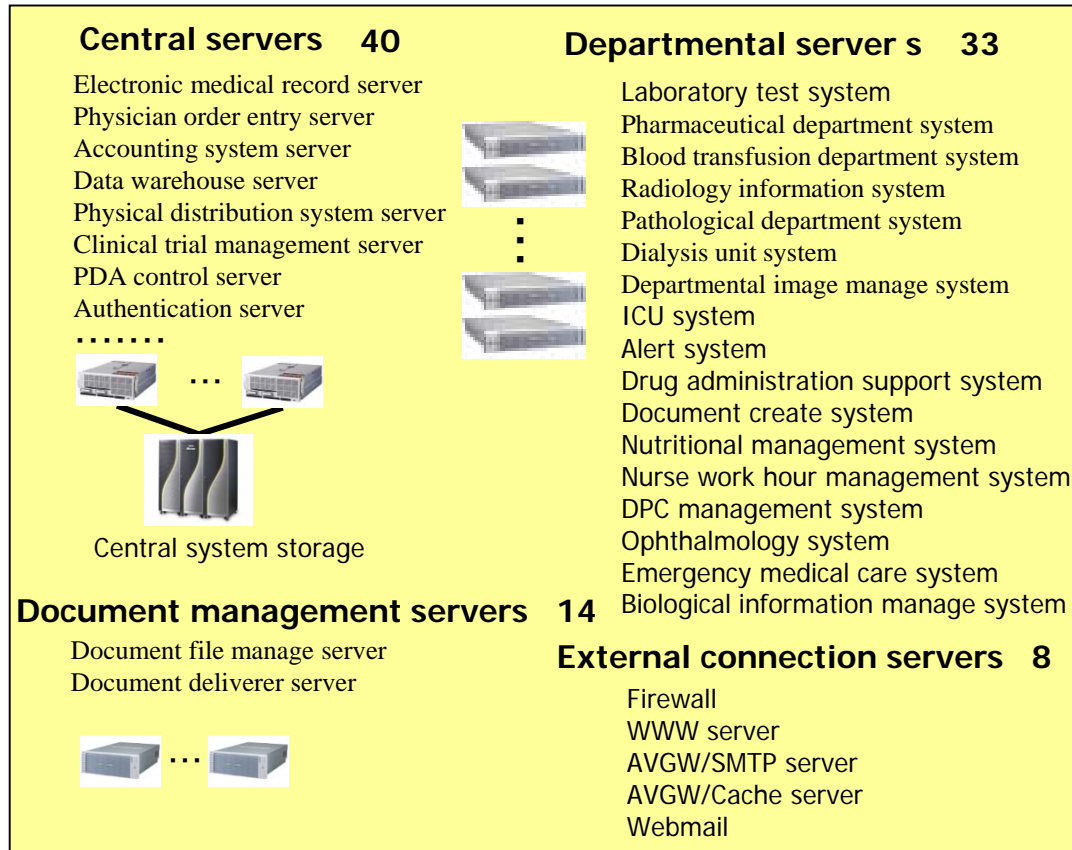 Central servers 40
Electronic medical record server
Physician order entry server
Accounting system server
Data warehouse server
Physical distribution system server
Clinical trial management server
PDA control server
Authentication server
.......
...
Central system storage
Document management servers 14
Document file manage server
Document deliverer server
...
Departmental server s 33
Laboratory test system
Pharmaceutical department system
Blood transfusion department system
Radiology information system
Pathological department system
Dialysis unit system
Departmental image manage system
ICU system
Alert system
Drug administration support system
Document create system
Nutritional management system
Nurse work hour management system
DPC management system
Ophthalmology system
Emergency medical care system
Biological information manage system
External connection servers 8
Firewall
WWW server
AVGW/SMTP server
AVGW/Cache server
Webmail